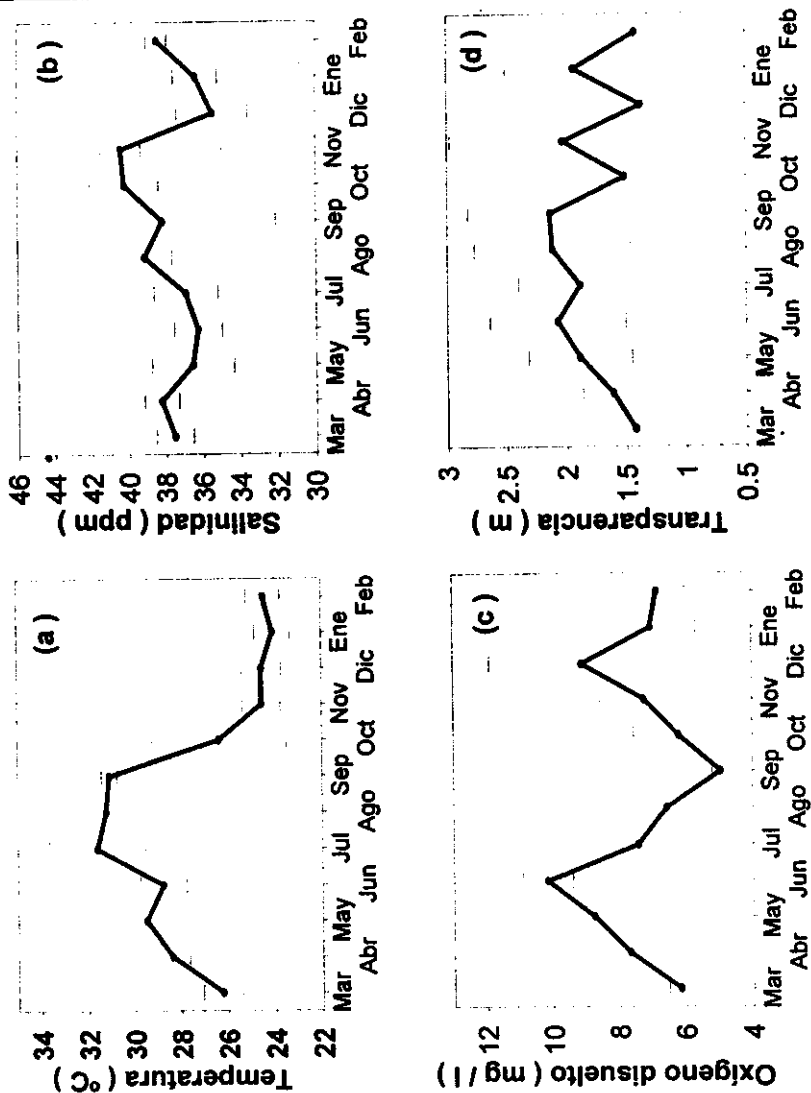 (a)
34
32
30
28
26
24
22
Temperatura ( °C )
Mar Abr May Jun Jul Ago Sep Oct Nov Dic Ene Feb
(b)
46
44
42
40
38
36
34
32
30
Salinidad ( ppm )
Mar Abr May Jun Jul Ago Sep Oct Nov Dic Ene Feb
(c)
12
10
8
6
4
Oxígeno disuelto ( mg / l )
Mar Abr May Jun Jul Ago Sep Oct Nov Dic Ene Feb
(d)
3
2.5
2
1.5
1
0.5
Transparencia ( m )
Mar Abr May Jun Jul Ago Sep Oct Nov Dic Ene Feb